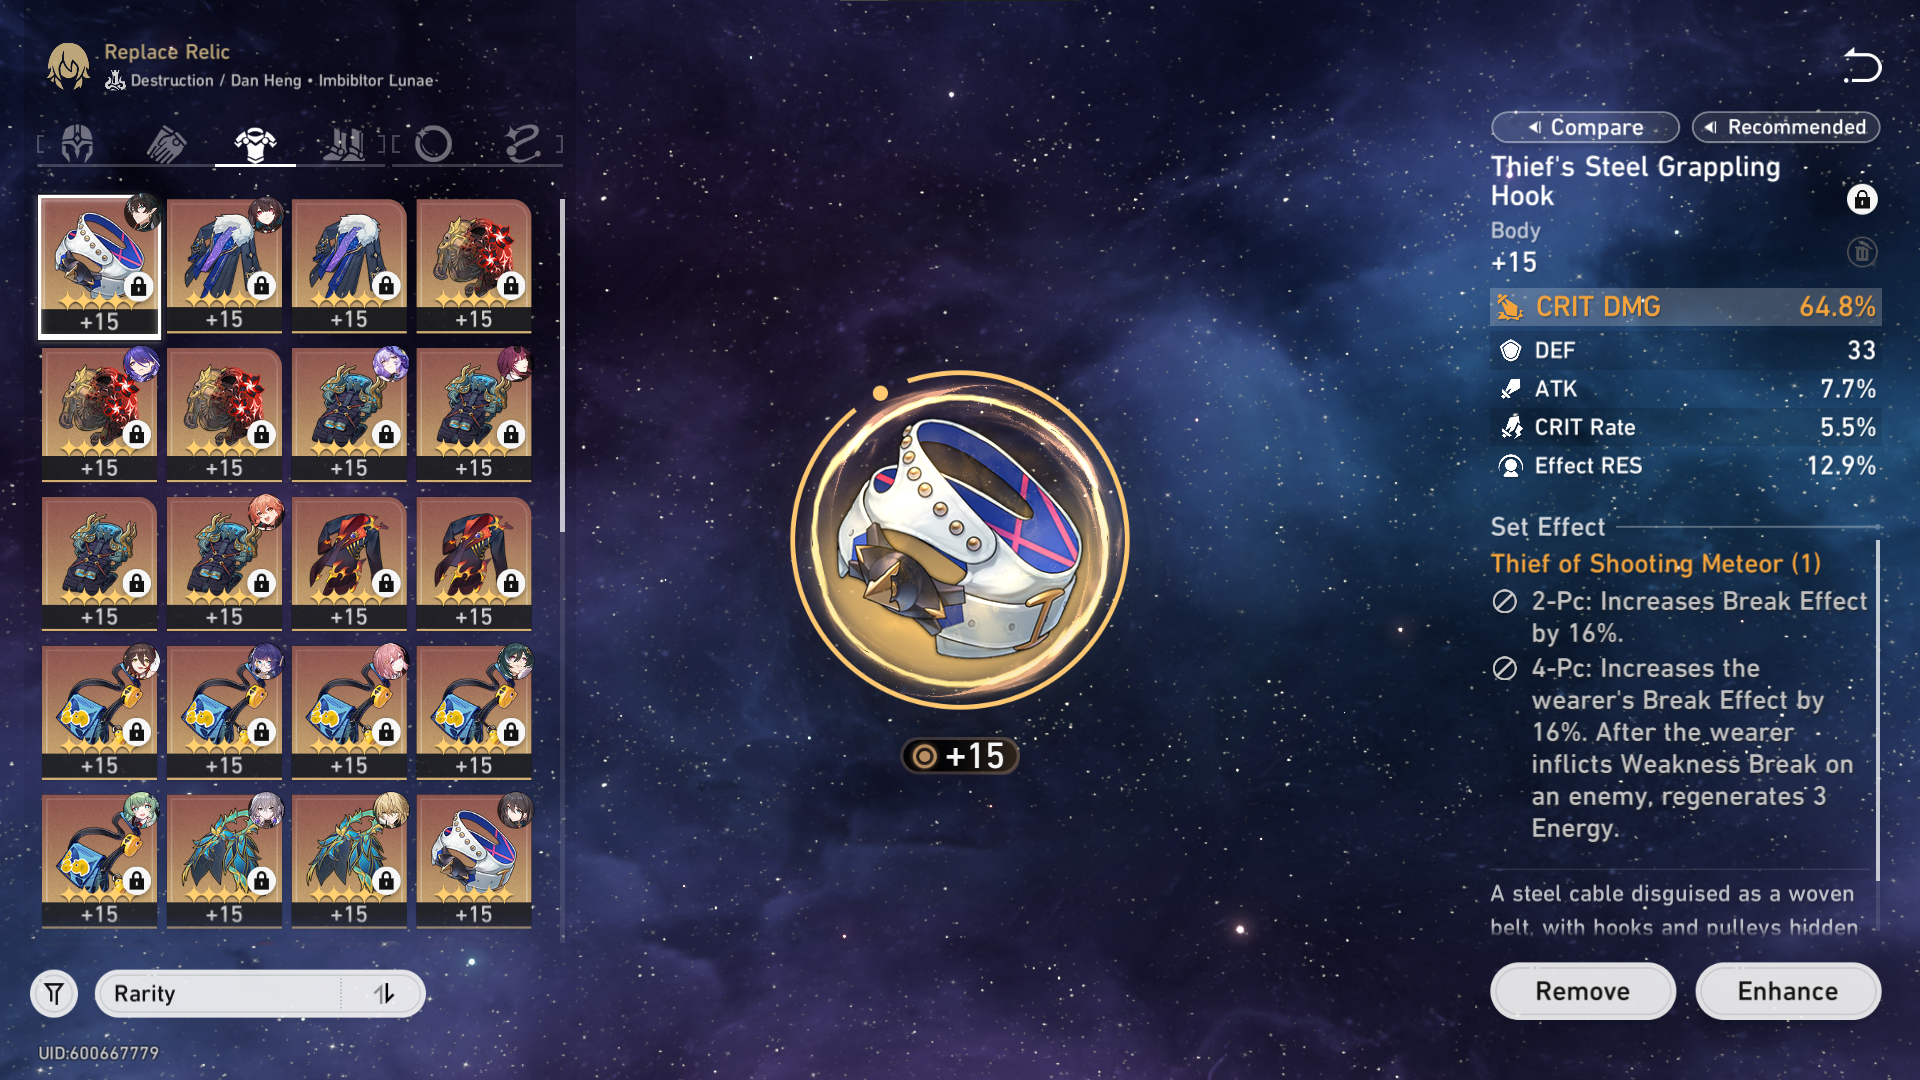 Replace Relic
Destruction / Dan Heng • Imbibitor Lunae
Compare
Recommended
Thief's Steel Grappling
Hook
Body
+15
CRIT DMG 64.8%
DEF 33
ATK 7.7%
CRIT Rate 5.5%
Effect RES 12.9%
Set Effect
Thief of Shooting Meteor (1)
2-Pc: Increases Break Effect
by 16%.
4-Pc: Increases the
wearer's Break Effect by
16%. After the wearer
inflicts Weakness Break on
an enemy, regenerates 3
Energy.
A steel cable disguised as a woven
belt, with hooks and pulleys hidden
Remove
Enhance
+15 +15 +15 +15
+15 +15 +15 +15
+15 +15 +15 +15
+15 +15 +15 +15
+15 +15 +15 +15
+15
Rarity
UID:600667779